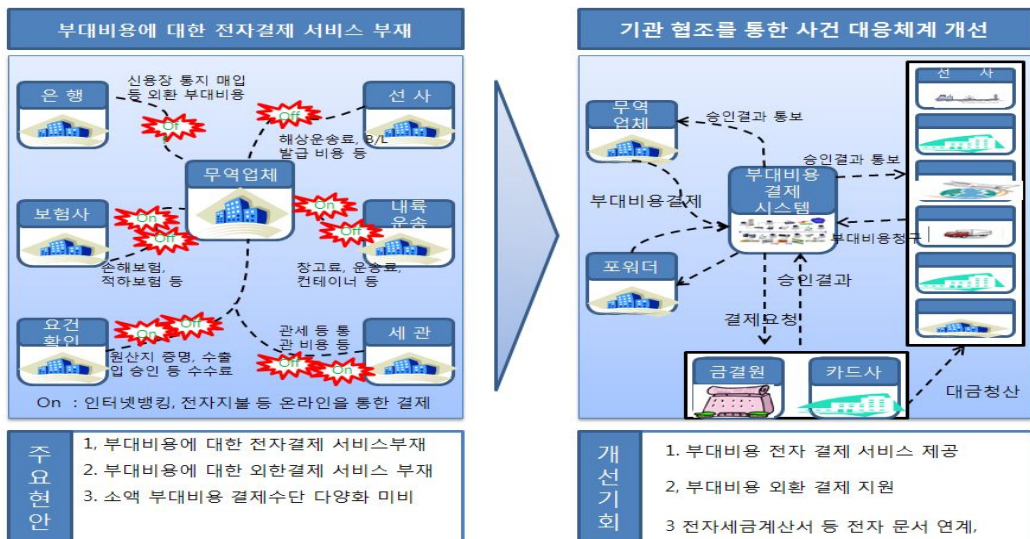 부대비용에 대한 전자결제 서비스 부재
은 행
신용장 통지 매입
등 외환 부대비용
Of
Off
선 사
해상운송료, B/L
발급 비용 등
무역업체
보험사
On
Off
손해보험,
적하보험 등
On
Off
내륙
운송
창고료, 운송료,
컨테이너 등
요건
확인
On
Off
원산지 증명, 수출
입 승인 등 수수료
관세 등 통
관 비용 등
Off
On
세 관
On : 인터넷뱅킹, 전자지불 등 온라인을 통한 결제
주요현안
1, 부대비용에 대한 전자결제 서비스부재
2. 부대비용에 대한 외한결제 서비스 부재
3. 소액 부대비용 결제수단 다양화 미비
기관 협조를 통한 사건 대응체계 개선
무역
업체
승인결과 통보
부대비용결제
부대비용
결제
시스템
승인결과 통보
부대비용청구
선 사
포워더
승인결과
결제요청
금결원
카드사
대금청산
개선기회
1. 부대비용 전자 결제 서비스 제공
2, 부대비용 외환 결제 지원
3 전자세금계산서 등 전자 문서 연계,